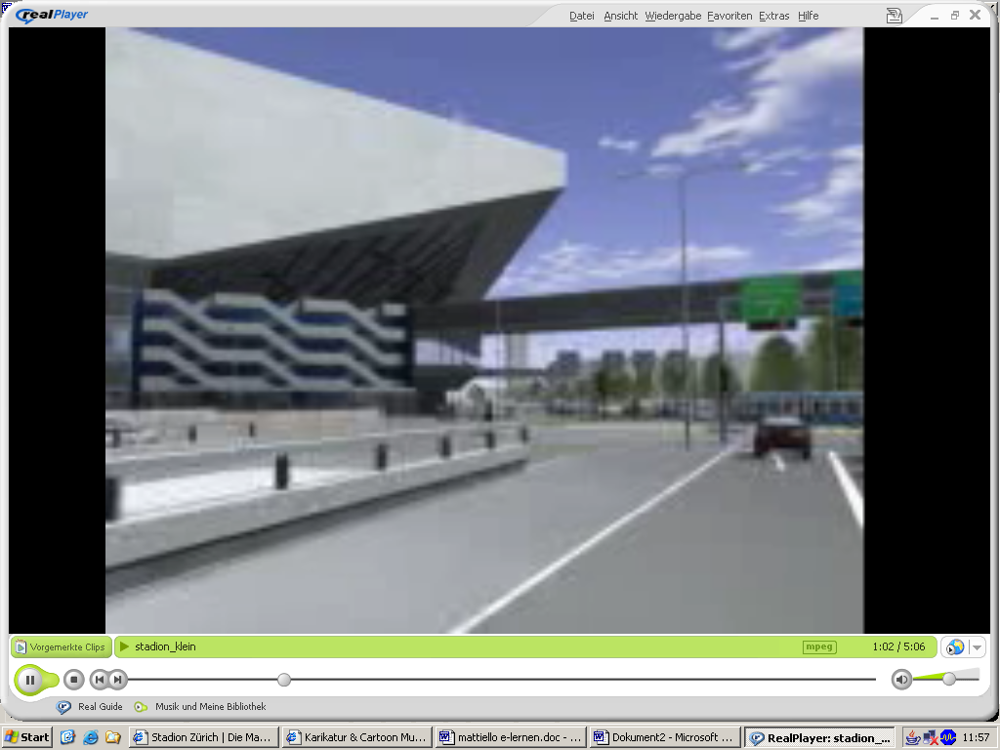 realPlayer
Datei Ansicht Wiedergabe Favoriten Extras Hilfe
Vorgemerkte Clips
stadion_klein
mpeg
1:02 / 5:06
Real Guide
Musik und Meine Bibliothek
Start
Stadion Zürich | Die Ma...
Karikatur & Cartoon Mu...
mattiello e-lernen.doc - ...
Dokument2 - Microsoft ...
RealPlayer: stadion_...
11:57